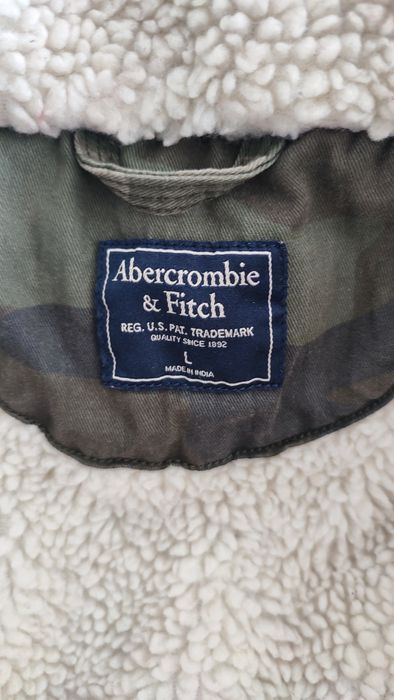 Abercrombie
& Fitch
REG. U.S. PAT. TRADEMARK
QUALITY SINCE 1892
L
MADE IN INDIA